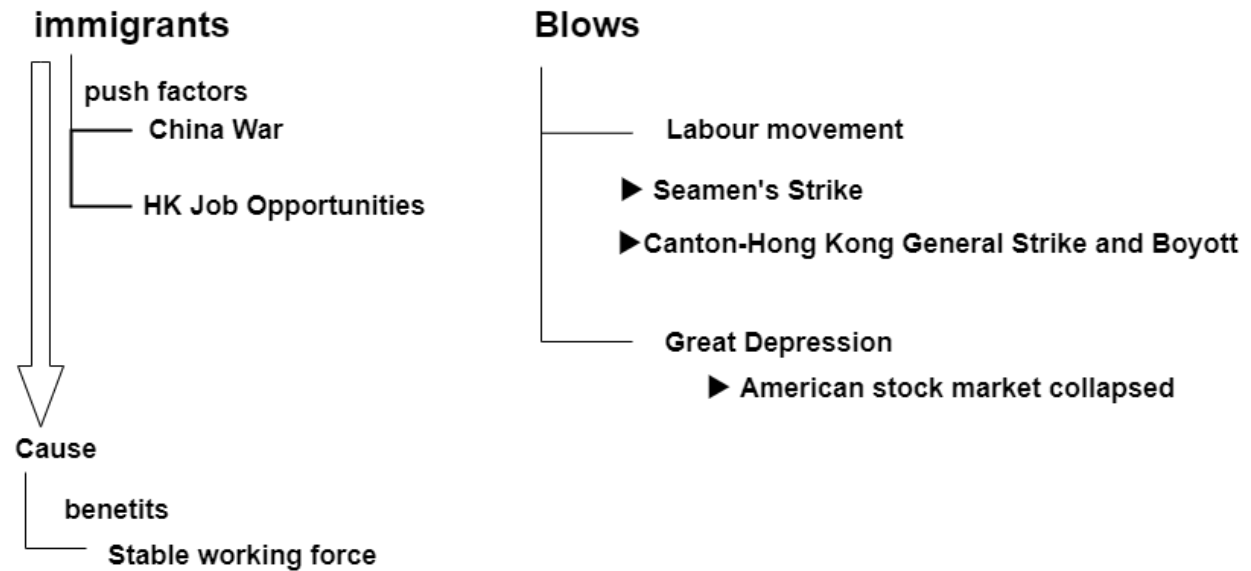 immigrants
push factors
China War
HK Job Opportunities
Cause
benetits
Stable working force
Blows
Labour movement
▶ Seamen's Strike
▶Canton-Hong Kong General Strike and Boyott
Great Depression
▶ American stock market collapsed